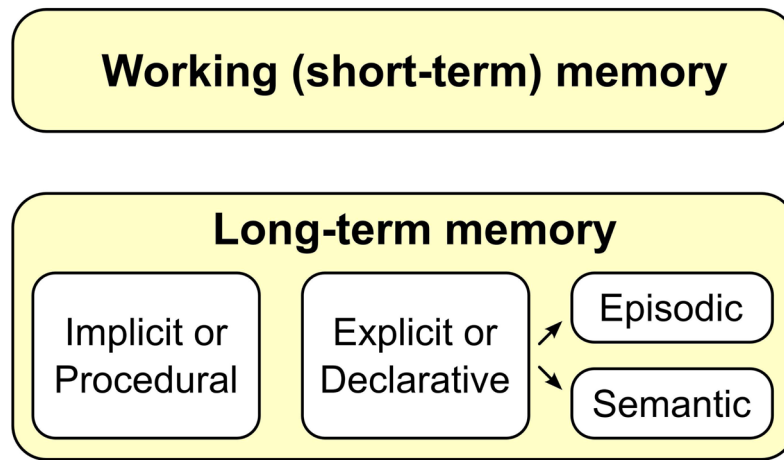 Working (short-term) memory
Long-term memory
Implicit or
Procedural
Explicit or
Declarative
Episodic
Semantic